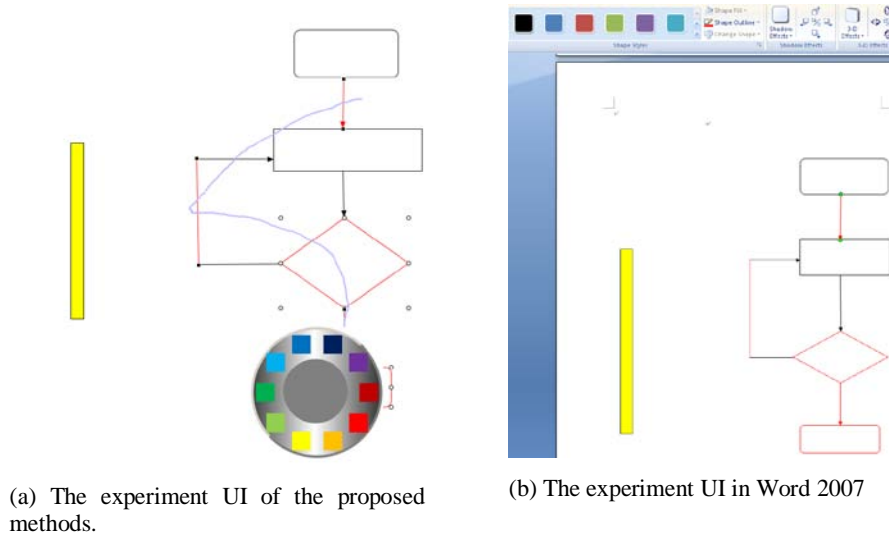 Shape Fill
Shape Outline
Change Shape
Shadow
Effects
3-D
Effects
Shape Styles
Shadow Effects
3-D Effects
(a) The experiment UI of the proposed
methods.
(b) The experiment UI in Word 2007